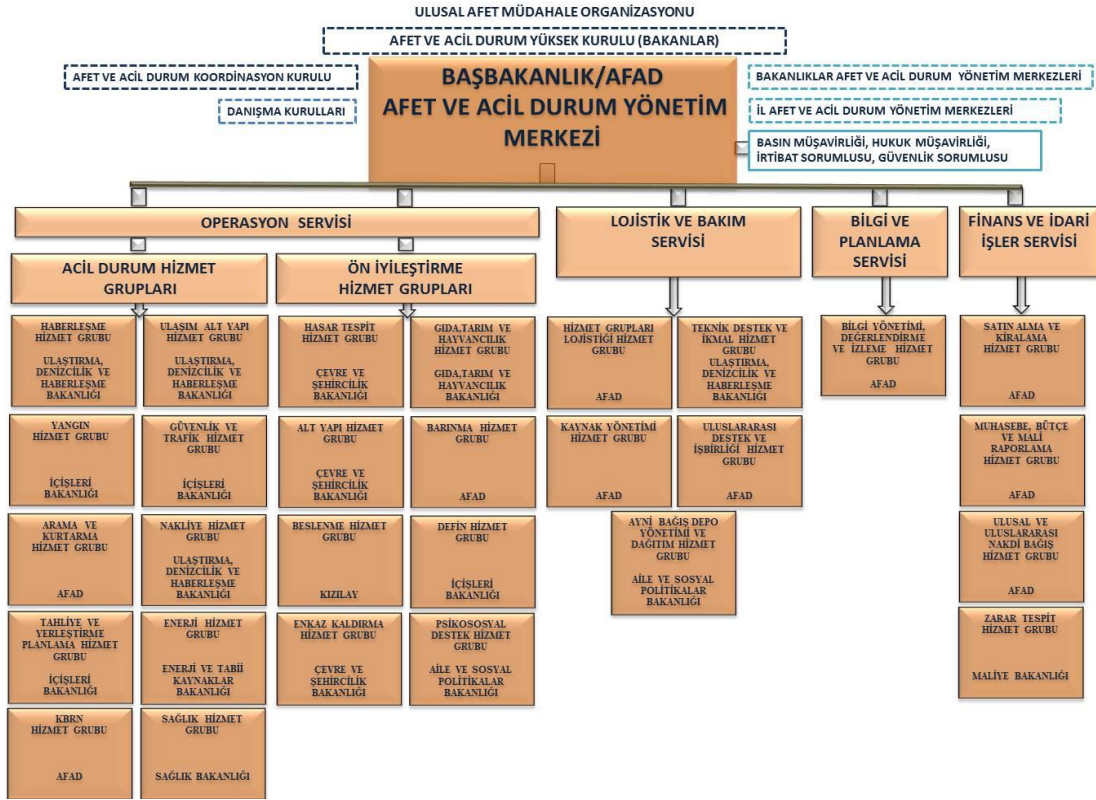 ULUSAL AFET MÜDAHALE ORGANİZASYONU
AFET VE ACİL DURUM YÜKSEK KURULU (BAKANLAR)
AFET VE ACİL DURUM KOORDİNASYON KURULU
DANIŞMA KURULLARI
BAŞBAKANLIK/AFAD
AFET VE ACİL DURUM YÖNETİM
MERKEZİ
BAKANLIKLAR AFET VE ACİL DURUM YÖNETİM MERKEZLERİ
İL AFET VE ACİL DURUM YÖNETİM MERKEZLERİ
BASIN MÜŞAVİRLİĞİ, HUKUK MÜŞAVİRLİĞİ,
İRTİBAT SORUMLUSU, GÜVENLİK SORUMLUSU
OPERASYON SERVİSİ
ACİL DURUM HİZMET
GRUPLARI
HABERLEŞME
HİZMET GRUBU
ULAŞTIRMA,
DENİZCİLİK VE
HABERLEŞME
BAKANLIĞI
ULAŞIM ALT YAPI
HİZMET GRUBU
ULAŞTIRMA,
DENİZCİLİK VE
HABERLEŞME
BAKANLIĞI
YANGIN
HİZMET GRUBU
İÇİŞLERİ
BAKANLIĞI
GÜVENLİK VE
TRAFİK HİZMET
GRUBU
İÇİŞLERİ
BAKANLIĞI
ARAMA VE
KURTARMA
HİZMET GRUBU
AFAD
NAKLİYE HİZMET
GRUBU
ULAŞTIRMA,
DENİZCİLİK VE
HABERLEŞME
BAKANLIĞI
TAHLİYE VE
YERLEŞTİRME
PLANLAMA HİZMET
GRUBU
İÇİŞLERİ
BAKANLIĞI
ENERJİ HİZMET
GRUBU
ENERJİ VE TABİİ
KAYNAKLAR
BAKANLIĞI
KBRN
HİZMET GRUBU
AFAD
SAĞLIK HİZMET
GRUBU
SAĞLIK BAKANLIĞI
ÖN İYİLEŞTİRME
HİZMET GRUPLARI
HASAR TESPİT
HİZMET GRUBU
ÇEVRE VE
ŞEHİRCİLİK
BAKANLIĞI
GIDA,TARIM VE
HAYVANCILIK
HİZMET GRUBU
GIDA,TARIM VE
HAYVANCILIK
BAKANLIĞI
ALT YAPI HİZMET
GRUBU
ÇEVRE VE
ŞEHİRCİLİK
BAKANLIĞI
BARINMA HİZMET
GRUBU
AFAD
BESLENME HİZMET
GRUBU
KIZILAY
DEFİN HİZMET
GRUBU
İÇİŞLERİ
BAKANLIĞI
ENKAZ KALDIRMA
HİZMET GRUBU
ÇEVRE VE
ŞEHİRCİLİK
BAKANLIĞI
PSİKOSOSYAL
DESTEK HİZMET
GRUBU
AİLE VE SOSYAL
POLİTİKALAR
BAKANLIĞI
LOJİSTİK VE BAKIM
SERVİSİ
HİZMET GRUPLARI
LOJİSTİĞİ HİZMET
GRUBU
AFAD
TEKNİK DESTEK VE
İKMAL HİZMET
GRUBU
ULAŞTIRMA,
DENİZCİLİK VE
HABERLEŞME
BAKANLIĞI
KAYNAK YÖNETİMİ
HİZMET GRUBU
AFAD
ULUSLARARASI
DESTEK VE
İŞBİRLİĞİ HİZMET
GRUBU
AFAD
AYNİ BAĞIŞ DEPO
YÖNETİMİ VE
DAĞITIM HİZMET
GRUBU
AİLE VE SOSYAL
POLİTİKALAR
BAKANLIĞI
BİLGİ VE
PLANLAMA
SERVİSİ
BİLGİ YÖNETİMİ,
DEĞERLENDİRME
VE İZLEME HİZMET
GRUBU
AFAD
FİNANS VE İDARİ
İŞLER SERVİSİ
SATIN ALMA VE
KİRALAMA
HİZMET GRUBU
AFAD
MUHASEBE, BÜTÇE
VE MALİ
RAPORLAMA
HİZMET GRUBU
AFAD
ULUSAL VE
ULUSLARARASI
NAKDİ BAĞIŞ
HİZMET GRUBU
AFAD
ZARAR TESPİT
HİZMET GRUBU
MALİYE BAKANLIĞI